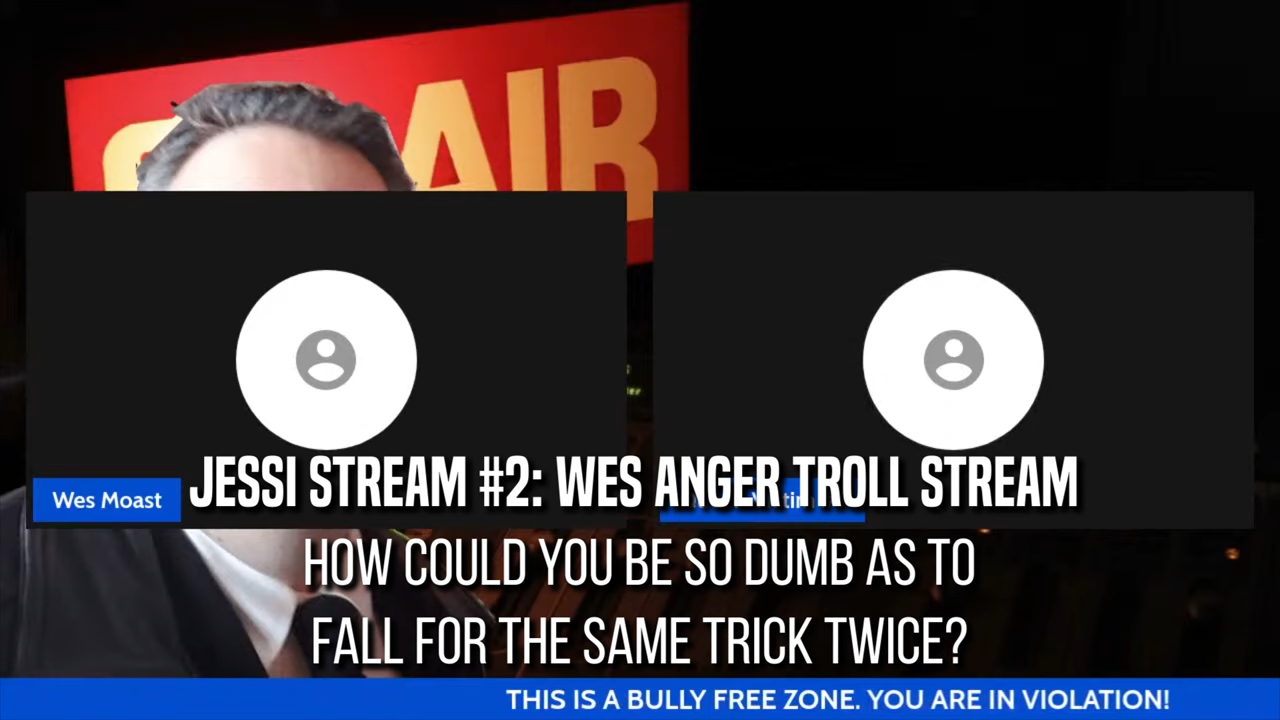 AIR
Wes Moast
JESSI STREAM #2: WES ANGER TROLL STREAM
HOW COULD YOU BE SO DUMB AS TO
FALL FOR THE SAME TRICK TWICE?
THIS IS A BULLY FREE ZONE. YOU ARE IN VIOLATION!